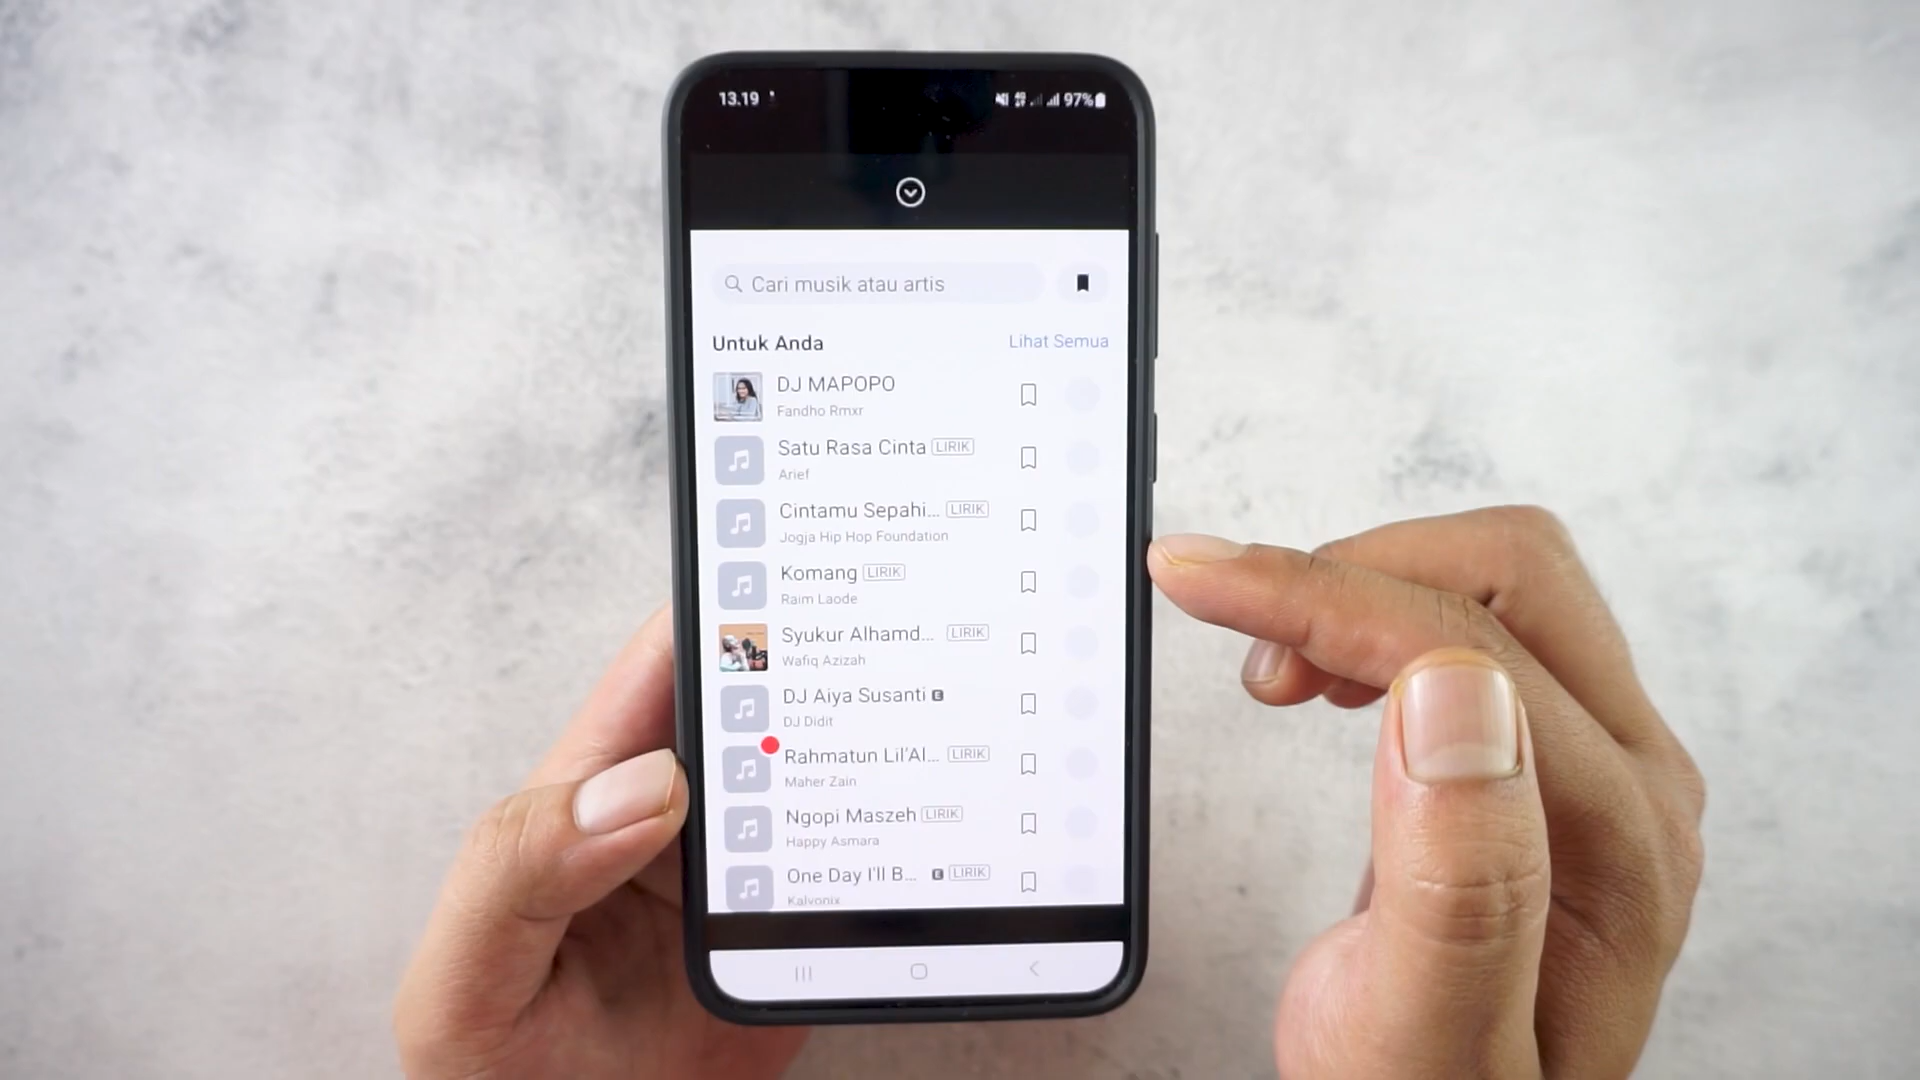 13.19 4G 97%
Cari musik atau artis
Untuk Anda Lihat Semua
DJ MAPOPO
Fandho Rmxr
Satu Rasa Cinta LIRIK
Arief
Cintamu Sepahi... LIRIK
Jogja Hip Hop Foundation
Komang LIRIK
Raim Laode
Syukur Alhamd... LIRIK
Wafiq Azizah
DJ Aiya Susanti E
DJ Didit
Rahmatun Lil'Al... LIRIK
Maher Zain
Ngopi Maszeh LIRIK
Happy Asmara
One Day I'll B... E LIRIK
Kalvonix